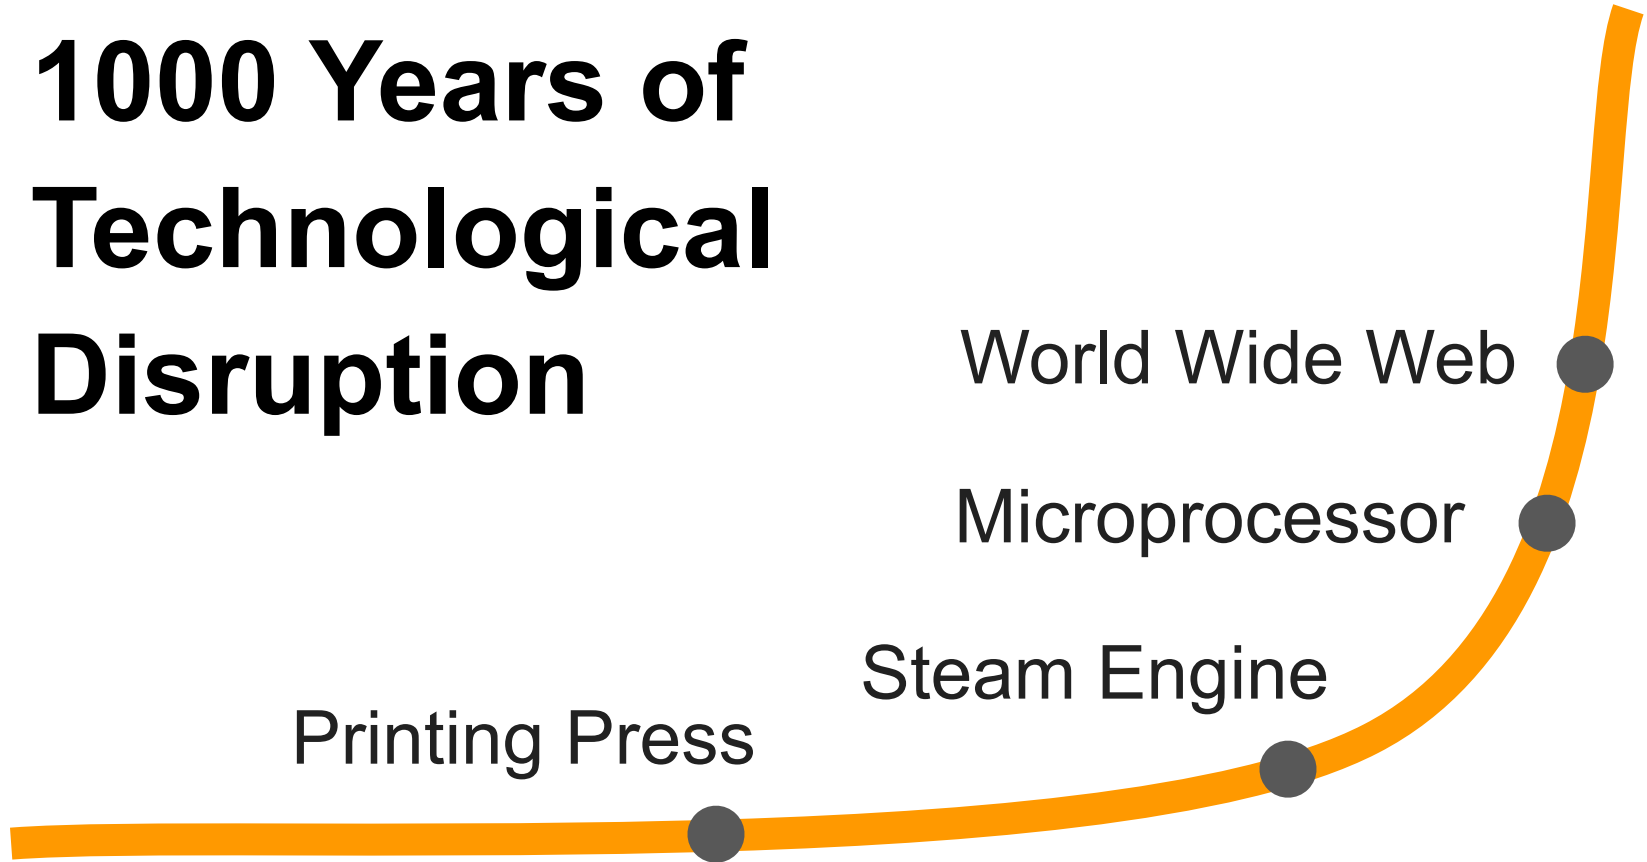 1000 Years of
Technological
Disruption
World Wide Web
Microprocessor
Steam Engine
Printing Press